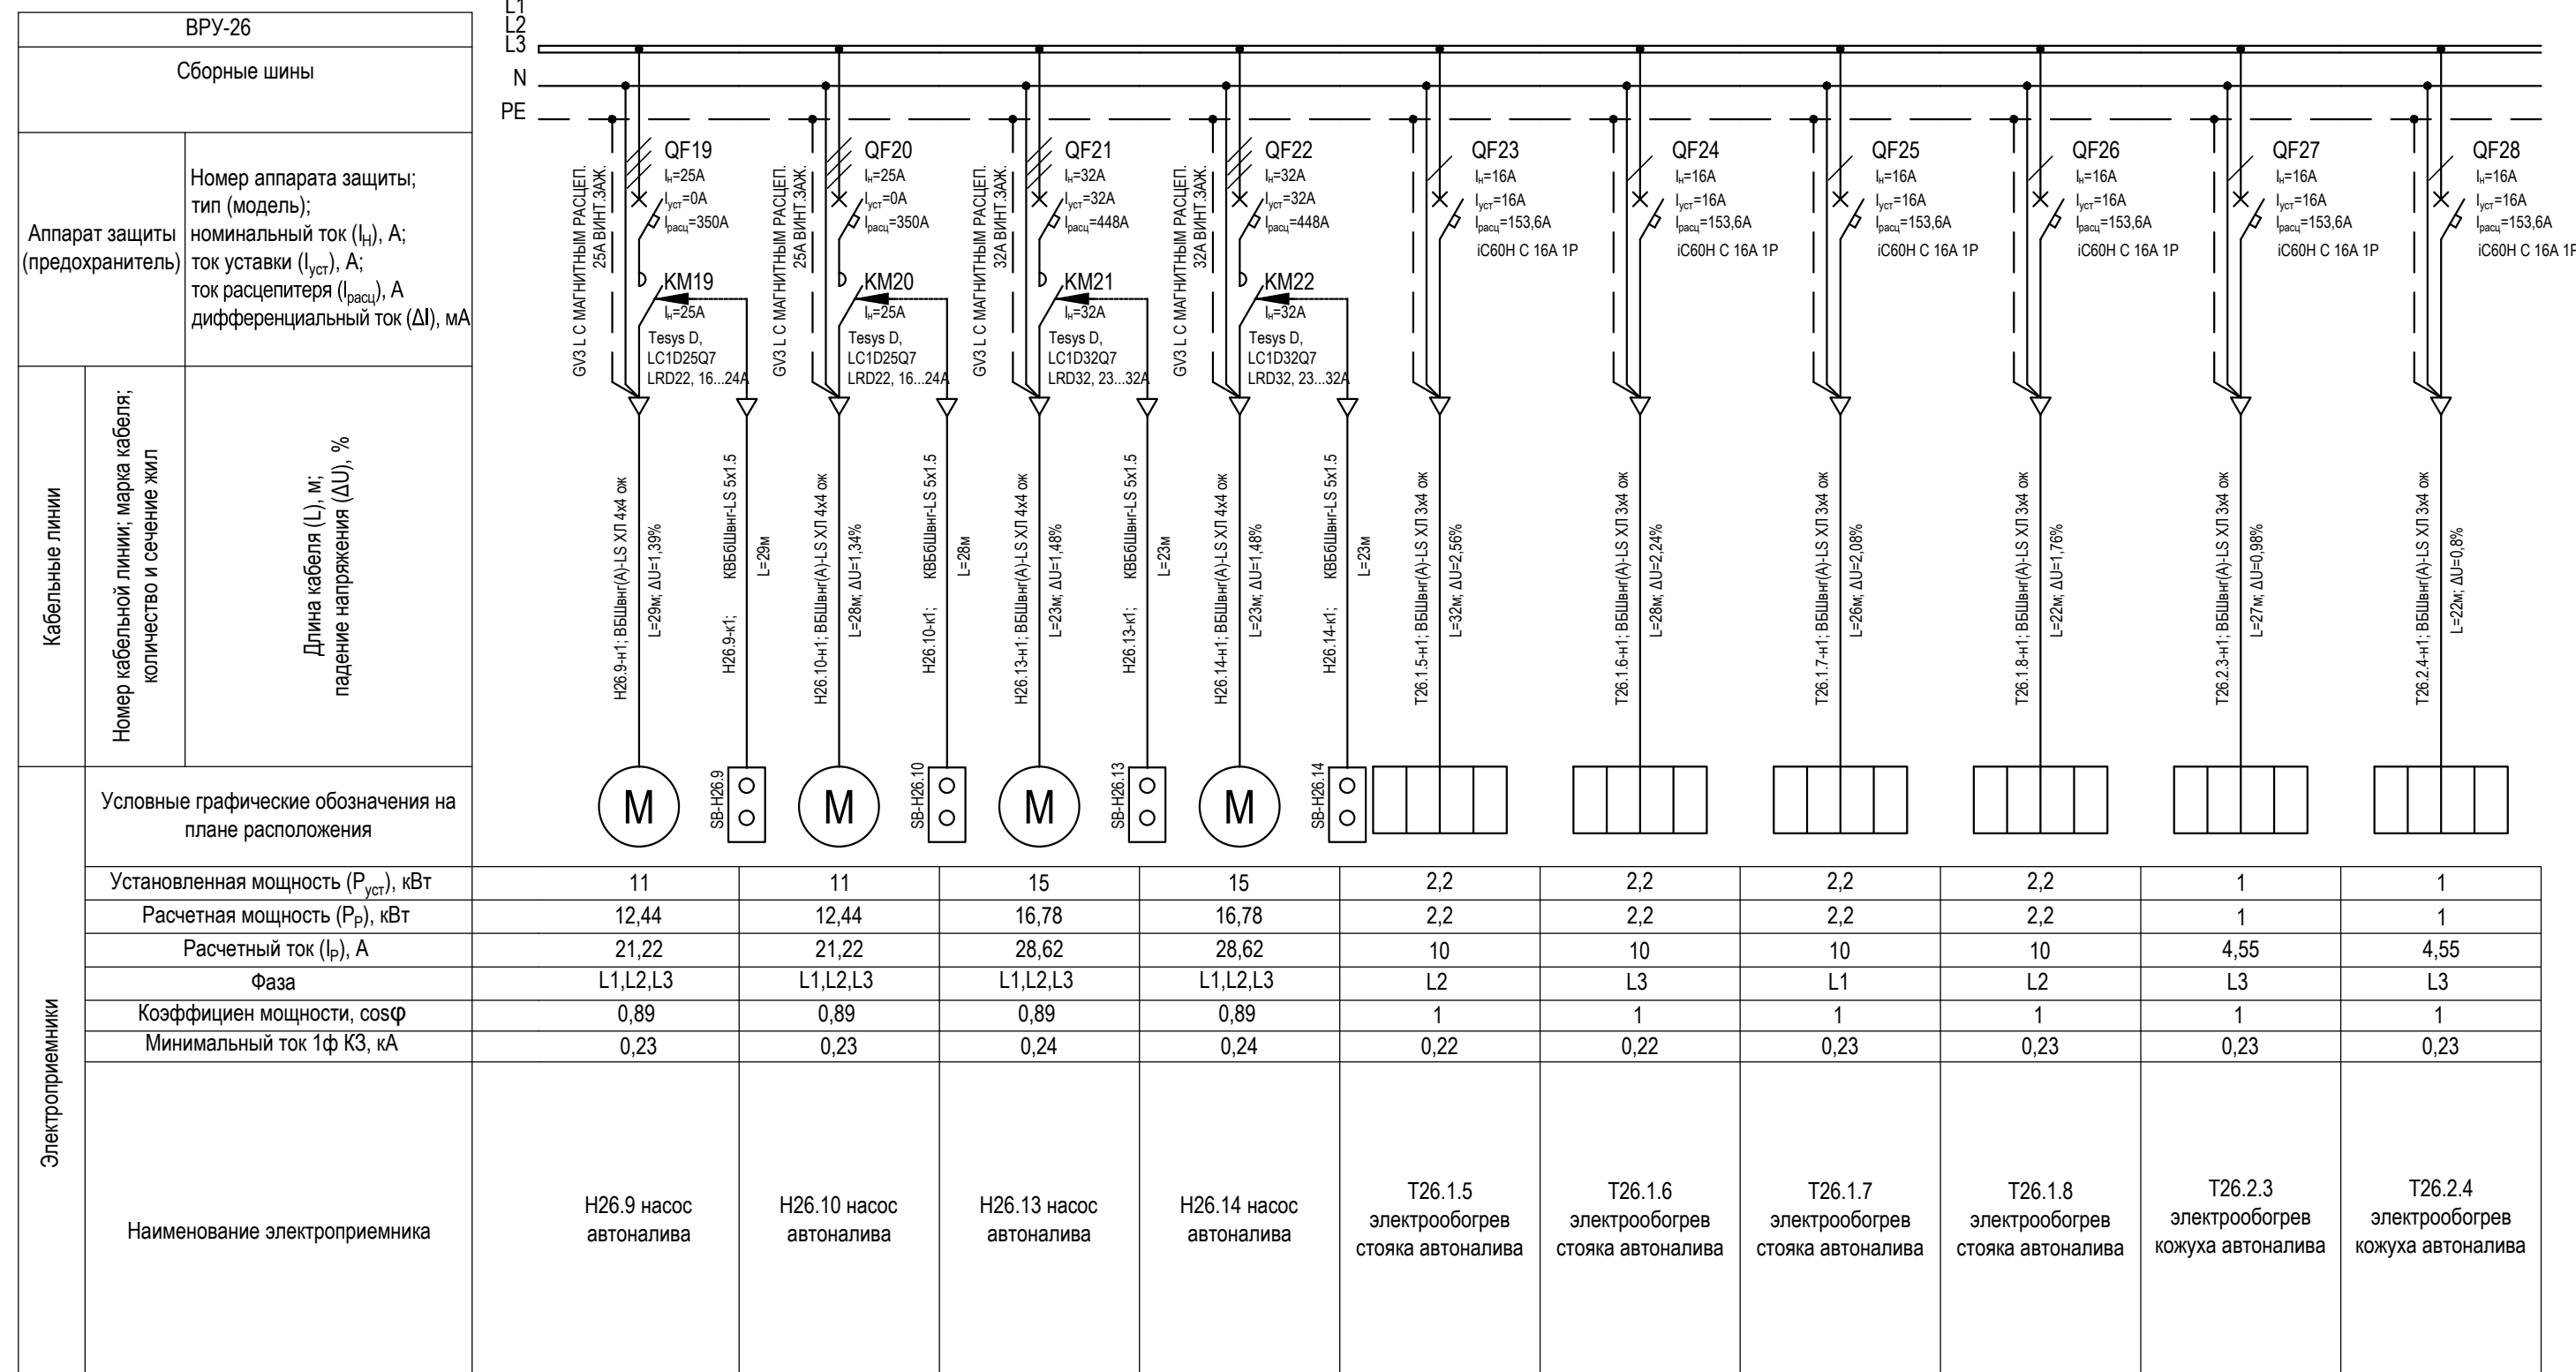 ВРУ-26
Сборные шины
L1
L2
L3
N
PE
Аппарат защиты
(предохранитель)
Номер аппарата защиты;
тип (модель);
номинальный ток (Iн), А;
ток уставки (Iуст), А;
ток расцепитеря (Iрасц), А
дифференциальный ток (ΔI), мА
GV3 L С МАГНИТНЫМ РАСЦЕП.
25А ВИНТ.ЗАЖ.
QF19
Iн=25А
Iуст=0А
Iрасц=350А
KM19
Iн=25А
Tesys D,
LC1D25Q7
LRD22, 16...24А
GV3 L С МАГНИТНЫМ РАСЦЕП.
25А ВИНТ.ЗАЖ.
QF20
Iн=25А
Iуст=0А
Iрасц=350А
KM20
Iн=25А
Tesys D,
LC1D25Q7
LRD22, 16...24А
GV3 L С МАГНИТНЫМ РАСЦЕП.
32А ВИНТ.ЗАЖ.
QF21
Iн=32А
Iуст=32А
Iрасц=448А
KM21
Iн=32А
Tesys D,
LC1D32Q7
LRD32, 23...32А
GV3 L С МАГНИТНЫМ РАСЦЕП.
32А ВИНТ.ЗАЖ.
QF22
Iн=32А
Iуст=32А
Iрасц=448А
KM22
Iн=32А
Tesys D,
LC1D32Q7
LRD32, 23...32А
QF23
Iн=16А
Iуст=16А
Iрасц=153,6А
iC60H C 16A 1P
QF24
Iн=16А
Iуст=16А
Iрасц=153,6А
iC60H C 16A 1P
QF25
Iн=16А
Iуст=16А
Iрасц=153,6А
iC60H C 16A 1P
QF26
Iн=16А
Iуст=16А
Iрасц=153,6А
iC60H C 16A 1P
QF27
Iн=16А
Iуст=16А
Iрасц=153,6А
iC60H C 16A 1P
QF28
Iн=16А
Iуст=16А
Iрасц=153,6А
iC60H C 16A 1P
Кабельные линии
Номер кабельной линии; марка кабеля;
количество и сечение жил
Длина кабеля (L), м;
падение напряжения (ΔU), %
Н26.9-н1; ВБШвнг(А)-LS ХЛ 4х4 ож
L=29м; ΔU=1,39%
Н26.9-к1; КВБбШвнг-LS 5х1.5
L=29м
Н26.10-н1; ВБШвнг(А)-LS ХЛ 4х4 ож
L=28м; ΔU=1,34%
Н26.10-к1; КВБбШвнг-LS 5х1.5
L=28м
Н26.13-н1; ВБШвнг(А)-LS ХЛ 4х4 ож
L=23м; ΔU=1,48%
Н26.13-к1; КВБбШвнг-LS 5х1.5
L=23м
Н26.14-н1; ВБШвнг(А)-LS ХЛ 4х4 ож
L=23м; ΔU=1,48%
Н26.14-к1; КВБбШвнг-LS 5х1.5
L=23м
Т26.1.5-н1; ВБШвнг(А)-LS ХЛ 3х4 ож
L=32м; ΔU=2,56%
Т26.1.6-н1; ВБШвнг(А)-LS ХЛ 3х4 ож
L=28м; ΔU=2,24%
Т26.1.7-н1; ВБШвнг(А)-LS ХЛ 3х4 ож
L=26м; ΔU=2,08%
Т26.1.8-н1; ВБШвнг(А)-LS ХЛ 3х4 ож
L=22м; ΔU=1,76%
Т26.2.3-н1; ВБШвнг(А)-LS ХЛ 3х4 ож
L=27м; ΔU=0,98%
Т26.2.4-н1; ВБШвнг(А)-LS ХЛ 3х4 ож
L=22м; ΔU=0,8%
Электроприемники
Условные графические обозначения на
плане расположения
М
SB-Н26.9
М
SB-Н26.10
М
SB-Н26.13
М
SB-Н26.14
Установленная мощность (Pуст), кВт 11 11 15 15 2,2 2,2 2,2 2,2 1 1
Расчетная мощность (PР), кВт 12,44 12,44 16,78 16,78 2,2 2,2 2,2 2,2 1 1
Расчетный ток (IР), А 21,22 21,22 28,62 28,62 10 10 10 10 4,55 4,55
Фаза L1,L2,L3 L1,L2,L3 L1,L2,L3 L1,L2,L3 L2 L3 L1 L2 L3 L3
Коэффициен мощности, cosφ 0,89 0,89 0,89 0,89 1 1 1 1 1 1
Минимальный ток 1ф КЗ, кА 0,23 0,23 0,24 0,24 0,22 0,22 0,23 0,23 0,23 0,23
Наименование электроприемника
Н26.9 насос
автоналива
Н26.10 насос
автоналива
Н26.13 насос
автоналива
Н26.14 насос
автоналива
Т26.1.5
электрообогрев
стояка автоналива
Т26.1.6
электрообогрев
стояка автоналива
Т26.1.7
электрообогрев
стояка автоналива
Т26.1.8
электрообогрев
стояка автоналива
Т26.2.3
электрообогрев
кожуха автоналива
Т26.2.4
электрообогрев
кожуха автоналива